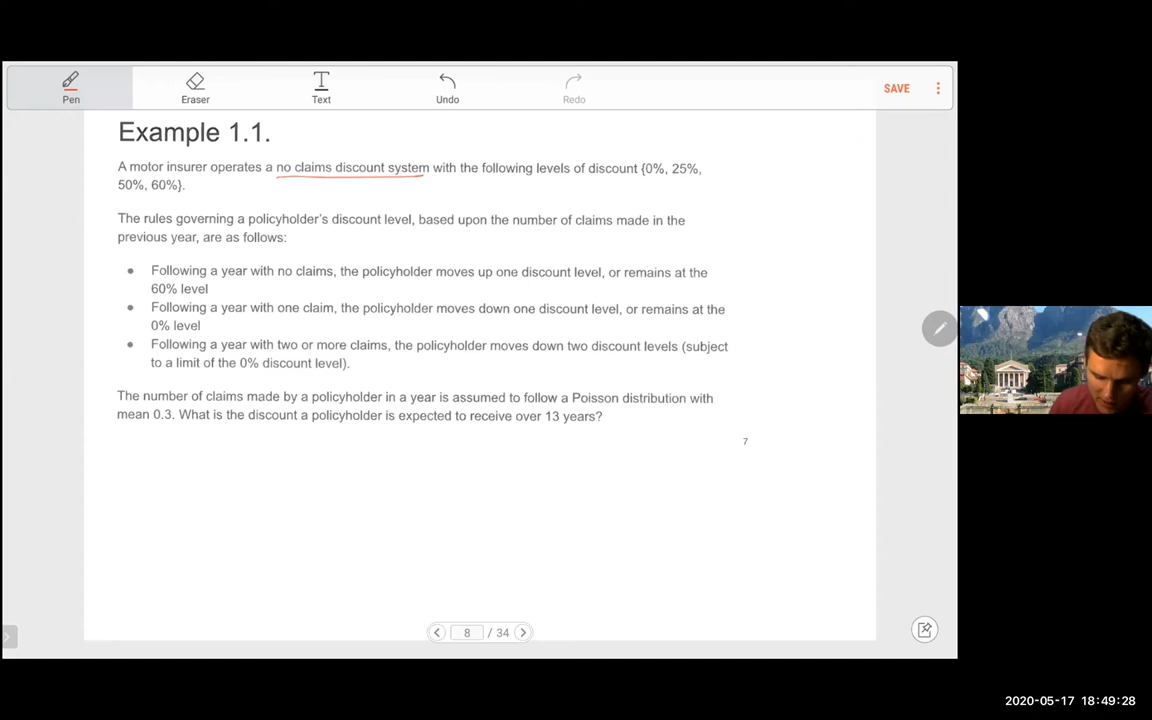 Pen
Eraser
Text
Undo
Redo
SAVE
Example 1.1.
A motor insurer operates a no claims discount system with the following levels of discount {0%, 25%,
50%, 60%}.
The rules governing a policyholder's discount level, based upon the number of claims made in the
previous year, are as follows:
● Following a year with no claims, the policyholder moves up one discount level, or remains at the
60% level
● Following a year with one claim, the policyholder moves down one discount level, or remains at the
0% level
● Following a year with two or more claims, the policyholder moves down two discount levels (subject
to a limit of the 0% discount level).
The number of claims made by a policyholder in a year is assumed to follow a Poisson distribution with
mean 0.3. What is the discount a policyholder is expected to receive over 13 years?
7
8 / 34
2020-05-17 18:49:28